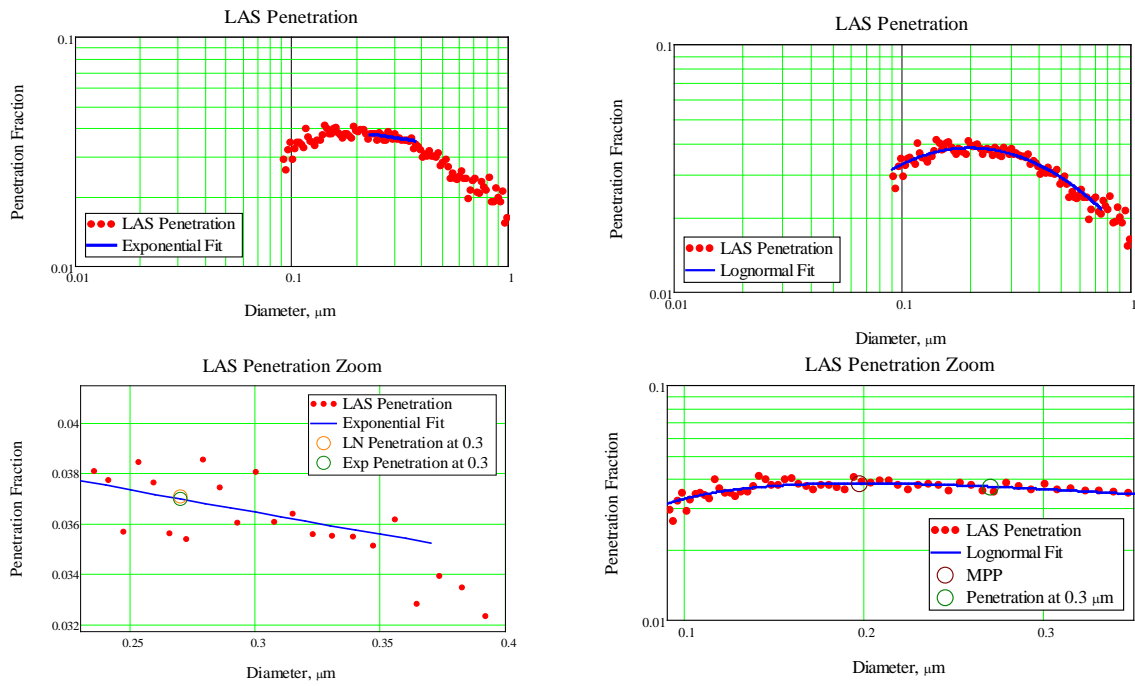 LAS Penetration
0.1
Penetration Fraction
LAS Penetration
Exponential Fit
0.01
0.01
0.1
1
Diameter, μm
LAS Penetration
0.1
Penetration Fraction
LAS Penetration
Lognormal Fit
0.01
0.01
0.1
1
Diameter, μm
LAS Penetration Zoom
LAS Penetration
Exponential Fit
LN Penetration at 0.3
Exp Penetration at 0.3
0.04
0.038
0.036
0.034
0.032
Penetration Fraction
0.25
0.3
0.35
0.4
Diameter, μm
LAS Penetration Zoom
0.1
Penetration Fraction
LAS Penetration
Lognormal Fit
MPP
Penetration at 0.3 μm
0.01
0.1
0.2
0.3
Diameter, μm